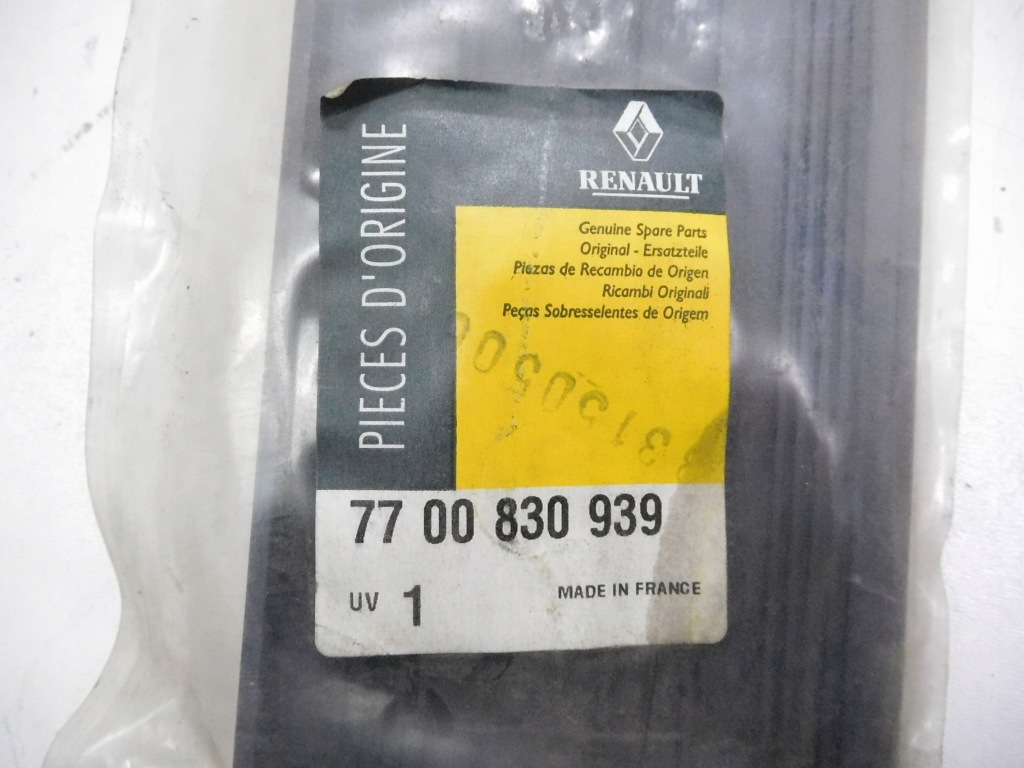 PIECES D'ORIGINE
RENAULT
Genuine Spare Parts
Original - Ersatzteile
Piezas de Recambio de Origen
Ricambi Originali
Peças Sobresselentes de Origem
77 00 830 939
UV 1
MADE IN FRANCE